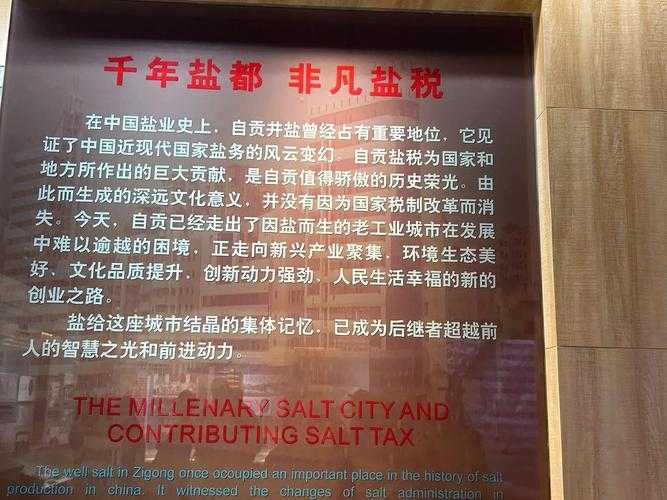 千年盐都 非凡盐税
在中国盐业史上，自贡井盐曾经占有重要地位，它见
证了中国近现代国家盐务的风云变幻。自贡盐税为国家和
地方所作出的巨大贡献，是自贡值得骄傲的历史荣光。由
此而生成的深远文化意义，并没有因为国家税制改革而消
失。今天，自贡已经走出了因盐而生的老工业城市在发展
中难以逾越的困境，正走向新兴产业聚集，环境生态美
好、文化品质提升，创新动力强劲，人民生活幸福的新的
创业之路。
盐给这座城市结晶的集体记忆，已成为后继者超越前
人的智慧之光和前进动力。
THE MILLENARY SALT CITY AND
CONTRIBUTING SALT TAX
The well salt in Zigong once ocoupied an important place in the history of salt
production in china. It witnessed the changes of salt administration in